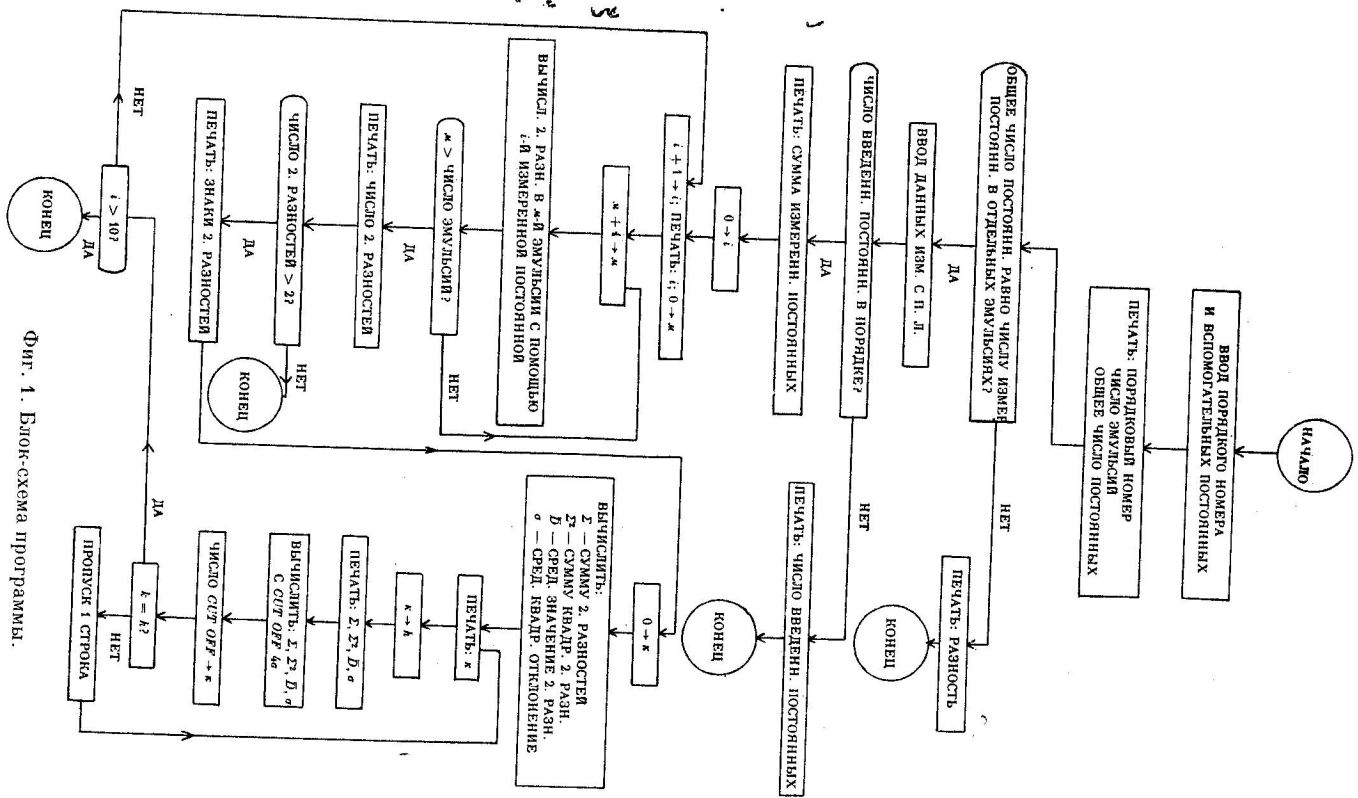 НАЧАЛО
ВВОД ПОРЯДКОГО НОМЕРА
И ВСПОМОГАТЕЛЬНЫХ ПОСТОЯННЫХ
ПЕЧАТЬ: ПОРЯДКОВЫЙ НОМЕР
ЧИСЛО ЭМУЛЬСИЙ
ОБЩЕЕ ЧИСЛО ПОСТОЯННЫХ
ОБЩЕЕ ЧИСЛО ПОСТОЯНН. РАВНО ЧИСЛУ ИЗМЕР
ПОСТОЯНН. В ОТДЕЛЬНЫХ ЭМУЛЬСИЯХ?
НЕТ
ПЕЧАТЬ: РАЗНОСТЬ
КОНЕЦ
ДА
ВВОД ДАННЫХ ИЗМ. С П. Л.
ЧИСЛО ВВЕДЕНН. ПОСТОЯНН. В ПОРЯДКЕ?
НЕТ
ПЕЧАТЬ: ЧИСЛО ВВЕДЕНН. ПОСТОЯННЫХ
КОНЕЦ
ДА
ПЕЧАТЬ: СУММА ИЗМЕРЕНН. ПОСТОЯННЫХ
0 → i
i + 1 → i; ПЕЧАТЬ: i; 0 → м
м + 1 → м
ВЫЧИСЛ. 2. РАЗН. В м-Й ЭМУЛЬСИИ С ПОМОЩЬЮ
i-Й ИЗМЕРЕННОЙ ПОСТОЯННОЙ
м > ЧИСЛО ЭМУЛЬСИЙ?
НЕТ
ДА
ПЕЧАТЬ: ЧИСЛО 2. РАЗНОСТЕЙ
ЧИСЛО 2. РАЗНОСТЕЙ > 2?
НЕТ
КОНЕЦ
ДА
ПЕЧАТЬ: ЗНАКИ 2. РАЗНОСТЕЙ
0 → к
ВЫЧИСЛИТЬ:
Σ — СУММУ 2. РАЗНОСТЕЙ
Σ² — СУММУ КВАДР. 2. РАЗН.
D̄ — СРЕД. ЗНАЧЕНИЕ 2. РАЗН.
σ — СРЕД. КВАДР. ОТКЛОНЕНИЕ
ПЕЧАТЬ: к
к → h
ПЕЧАТЬ: Σ, Σ², D̄, σ
ВЫЧИСЛИТЬ: Σ, Σ², D̄, σ
С CUT OFF 4σ
ЧИСЛО CUT OFF → к
k = h?
НЕТ
ПРОПУСК 1 СТРОКА
ДА
i > 10?
НЕТ
ДА
КОНЕЦ
Фиг. 1. Блок-схема программы.